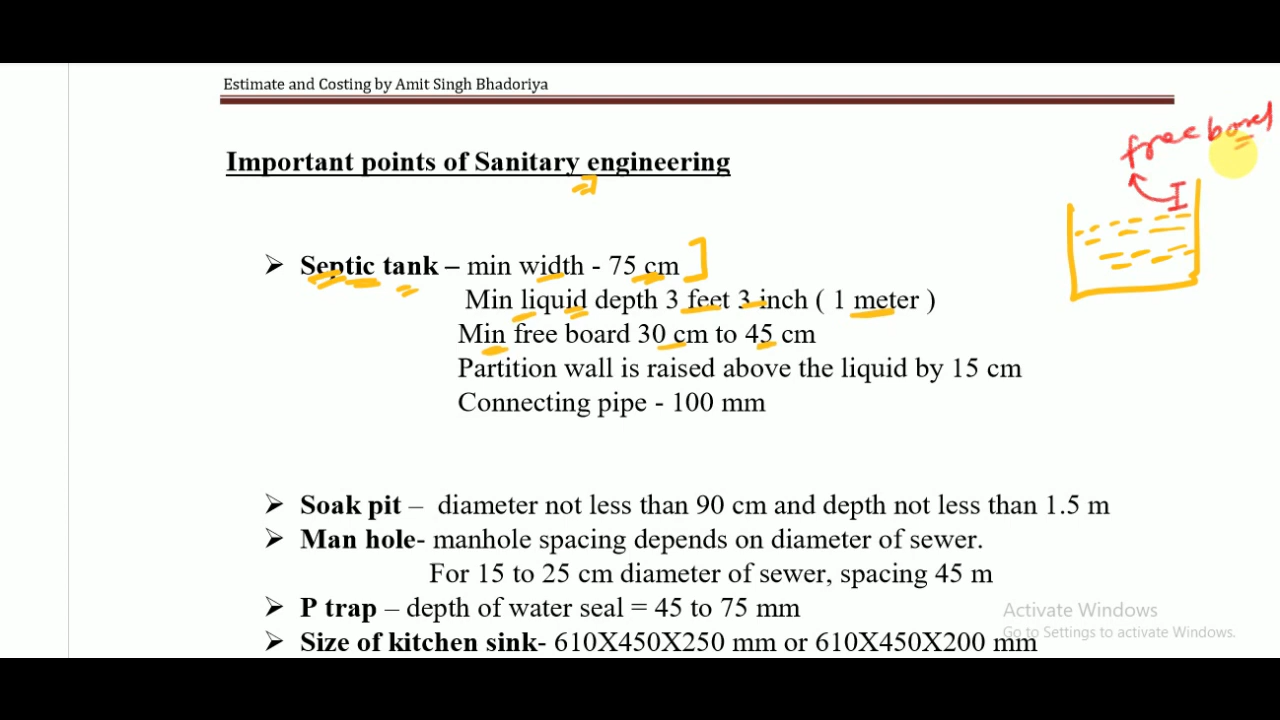 Estimate and Costing by Amit Singh Bhadoriya
free board
Important points of Sanitary engineering
➢ Septic tank – min width - 75 cm
Min liquid depth 3 feet 3 inch ( 1 meter )
Min free board 30 cm to 45 cm
Partition wall is raised above the liquid by 15 cm
Connecting pipe - 100 mm
➢ Soak pit – diameter not less than 90 cm and depth not less than 1.5 m
➢ Man hole- manhole spacing depends on diameter of sewer.
For 15 to 25 cm diameter of sewer, spacing 45 m
➢ P trap – depth of water seal = 45 to 75 mm
➢ Size of kitchen sink- 610X450X250 mm or 610X450X200 mm
Activate Windows
Go to Settings to activate Windows.